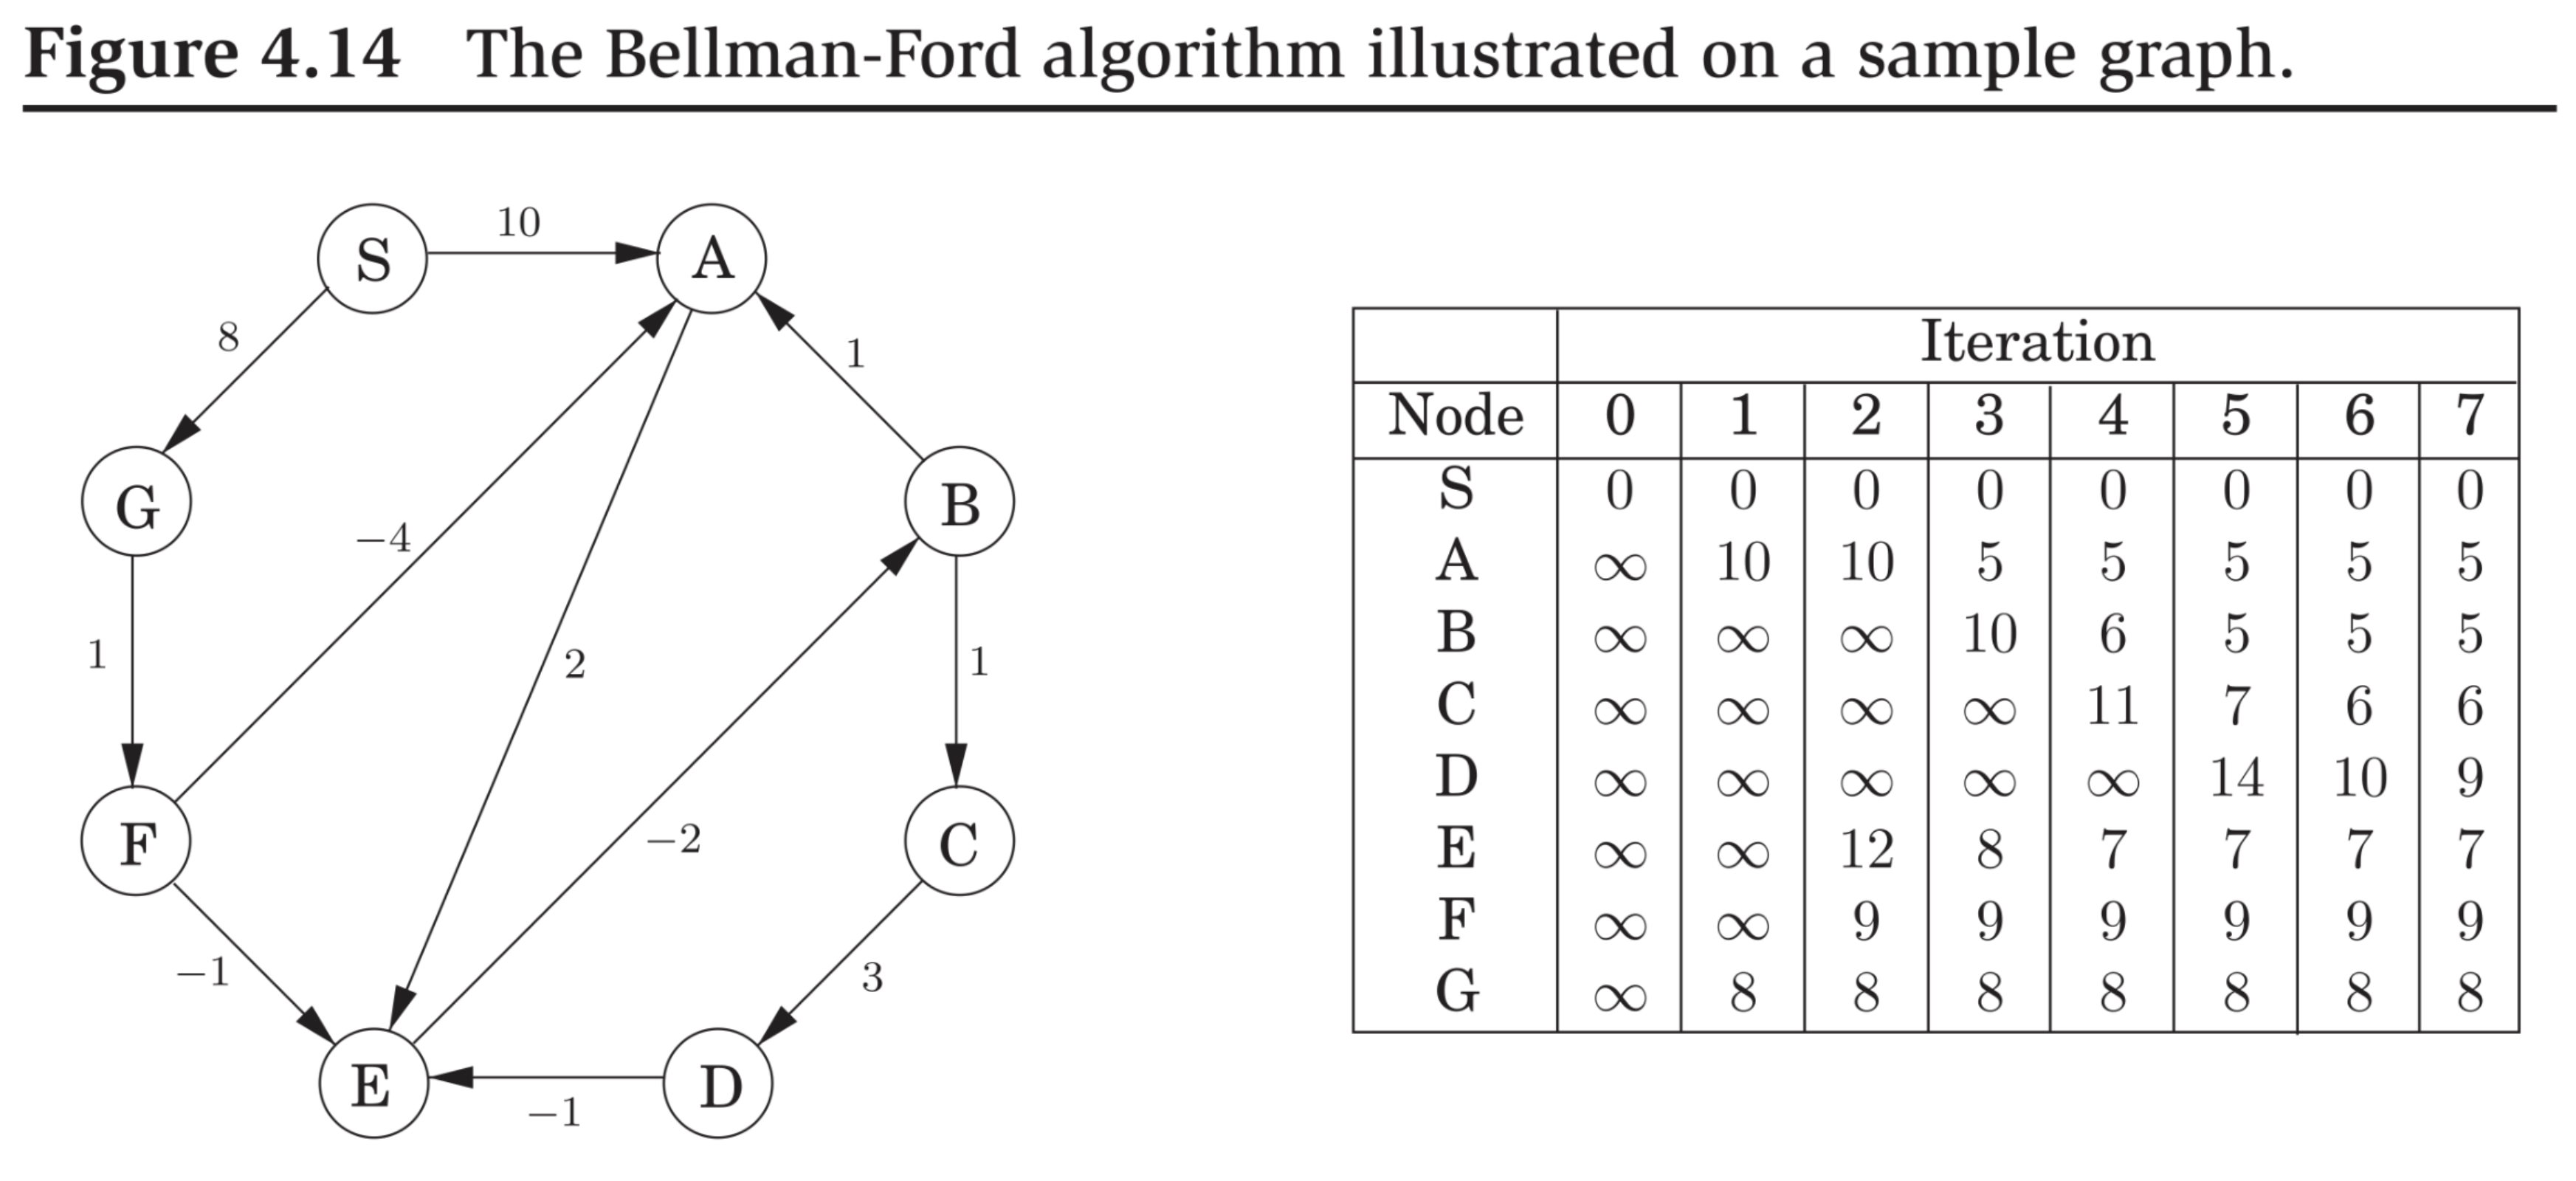 Figure 4.14 The Bellman-Ford algorithm illustrated on a sample graph.
S 10 A
8
1
G
−4
B
1
2
1
−2
F
C
−1
3
E
−1
D
Iteration
Node 0 1 2 3 4 5 6 7
S 0 0 0 0 0 0 0 0
A ∞ 10 10 5 5 5 5 5
B ∞ ∞ ∞ 10 6 5 5 5
C ∞ ∞ ∞ ∞ 11 7 6 6
D ∞ ∞ ∞ ∞ ∞ 14 10 9
E ∞ ∞ 12 8 7 7 7 7
F ∞ ∞ 9 9 9 9 9 9
G ∞ 8 8 8 8 8 8 8